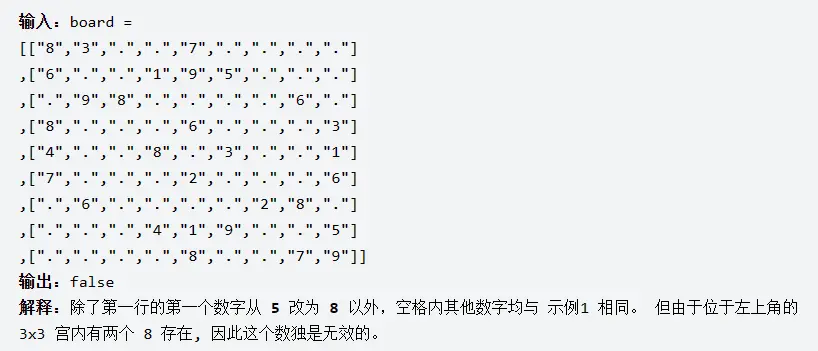 输入：board =
[["8","3",".",".","7",".",".",".","."]
,["6",".",".","1","9","5",".",".","."]
,[".","9","8",".",".",".",".","6","."]
,["8",".",".",".","6",".",".",".","3"]
,["4",".",".","8",".","3",".",".","1"]
,["7",".",".",".","2",".",".",".","6"]
,[".","6",".",".",".",".","2","8","."]
,[".",".",".","4","1","9",".",".","5"]
,[".",".",".",".","8",".",".","7","9"]]
输出：false
解释：除了第一行的第一个数字从 5 改为 8 以外，空格内其他数字均与 示例1 相同。 但由于位于左上角的
3x3 宫内有两个 8 存在, 因此这个数独是无效的。